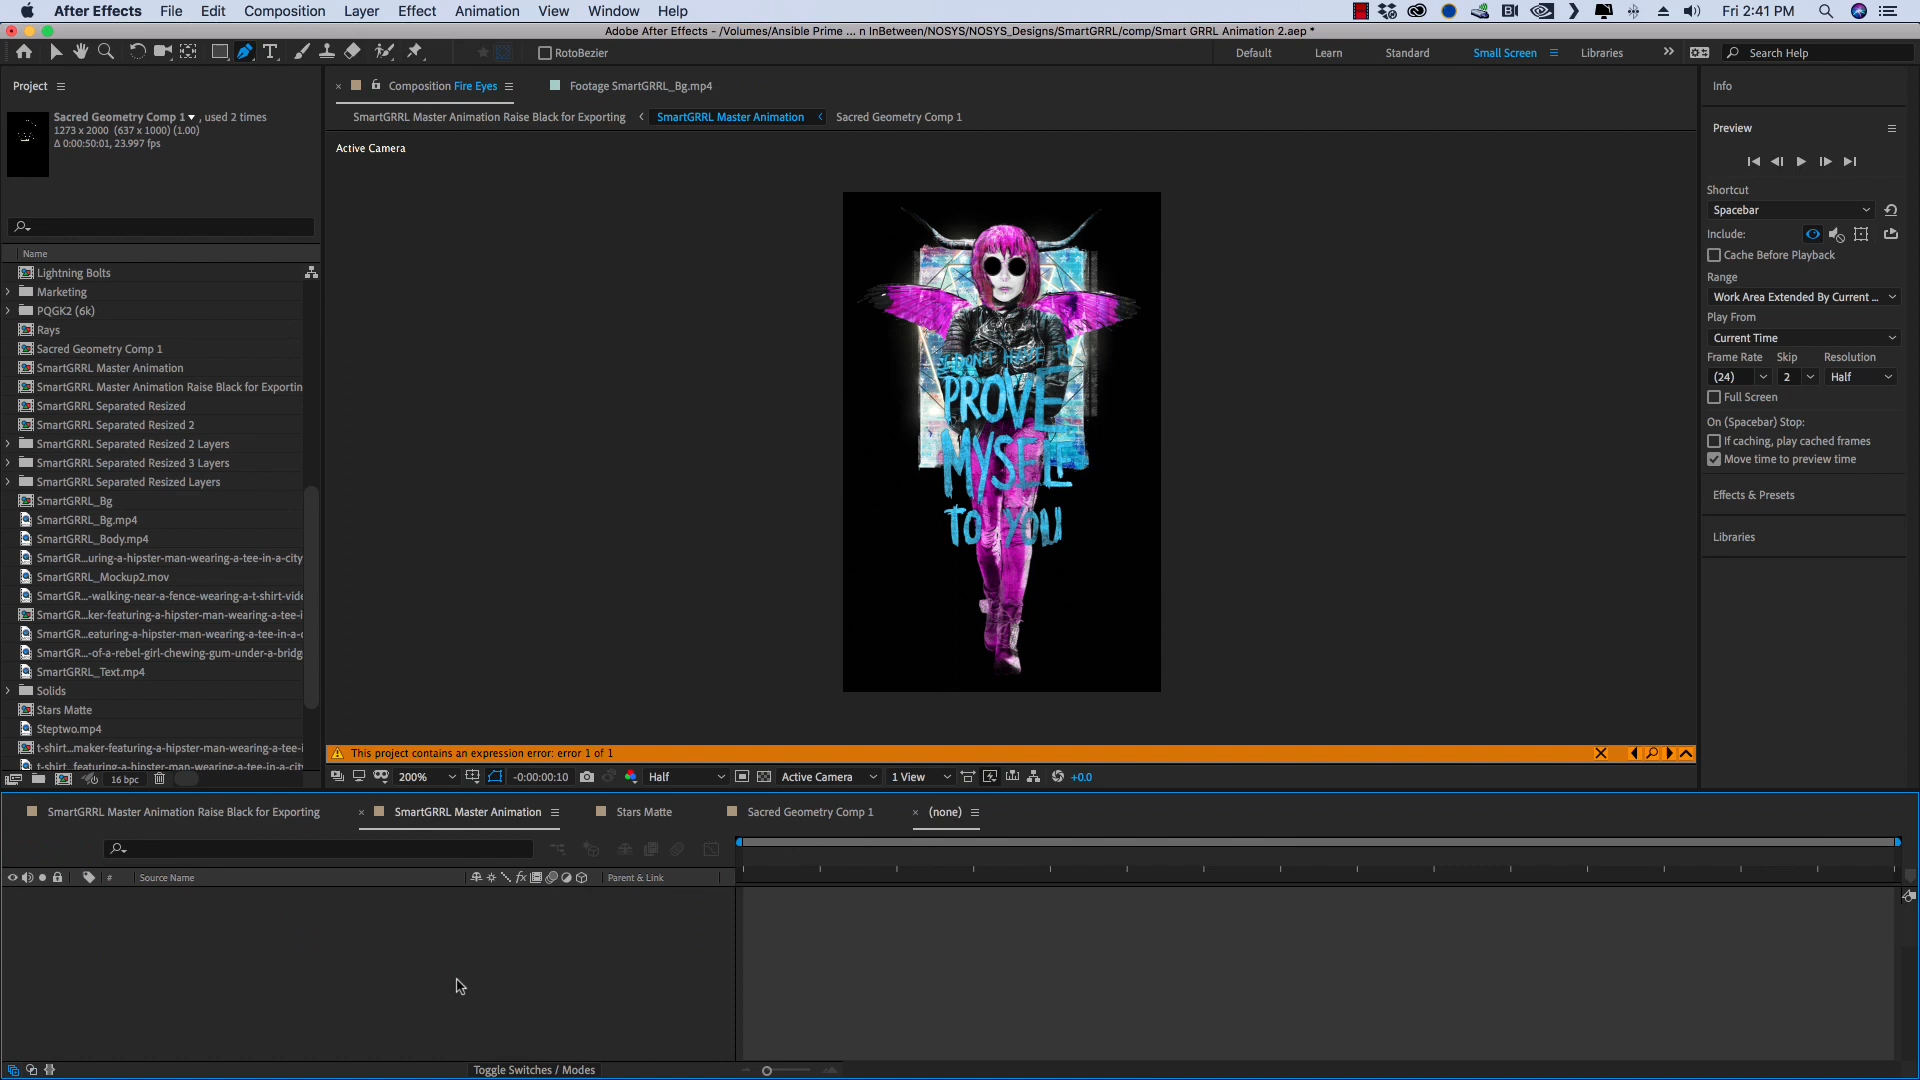 After Effects File Edit Composition Layer Effect Animation View Window Help
Fri 2:41 PM
Adobe After Effects - /Volumes/Ansible Prime ... n InBetween/NOSYS/NOSYS_Designs/SmartGRRL/comp/Smart GRRL Animation 2.aep *
RotoBezier
Default Learn Standard Small Screen Libraries
Search Help
Project
Sacred Geometry Comp 1 , used 2 times
1273 x 2000 (637 x 1000) (1.00)
Δ 0:00:50:01, 23.997 fps
Name
Lightning Bolts
Marketing
PQGK2 (6k)
Rays
Sacred Geometry Comp 1
SmartGRRL Master Animation
SmartGRRL Master Animation Raise Black for Exportin
SmartGRRL Separated Resized
SmartGRRL Separated Resized 2
SmartGRRL Separated Resized 2 Layers
SmartGRRL Separated Resized 3 Layers
SmartGRRL Separated Resized Layers
SmartGRRL_Bg
SmartGRRL_Bg.mp4
SmartGRRL_Body.mp4
SmartGR...uring-a-hipster-man-wearing-a-tee-in-a-city
SmartGRRL_Mockup2.mov
SmartGR...-walking-near-a-fence-wearing-a-t-shirt-vide
SmartGR...ker-featuring-a-hipster-man-wearing-a-tee-i
SmartGR...eaturing-a-hipster-man-wearing-a-tee-in-a-c
SmartGR...-of-a-rebel-girl-chewing-gum-under-a-bridg
SmartGRRL_Text.mp4
Solids
Stars Matte
Steptwo.mp4
t-shirt...maker-featuring-a-hipster-man-wearing-a-tee-i
t-shirt...featuring-a-hipster-man-wearing-a-tee-in-a-cit
16 bpc
Composition Fire Eyes
Footage SmartGRRL_Bg.mp4
SmartGRRL Master Animation Raise Black for Exporting
SmartGRRL Master Animation
Sacred Geometry Comp 1
Active Camera
DON'T HAVE TO
PROVE
MYSELF
TO YOU
This project contains an expression error: error 1 of 1
200%
-0:00:00:10
Half
Active Camera
1 View
+0.0
Info
Preview
Shortcut
Spacebar
Include:
Cache Before Playback
Range
Work Area Extended By Current ...
Play From
Current Time
Frame Rate Skip Resolution
(24) 2 Half
Full Screen
On (Spacebar) Stop:
If caching, play cached frames
Move time to preview time
Effects & Presets
Libraries
SmartGRRL Master Animation Raise Black for Exporting
SmartGRRL Master Animation
Stars Matte
Sacred Geometry Comp 1
(none)
# Source Name
fx
Parent & Link
Toggle Switches / Modes